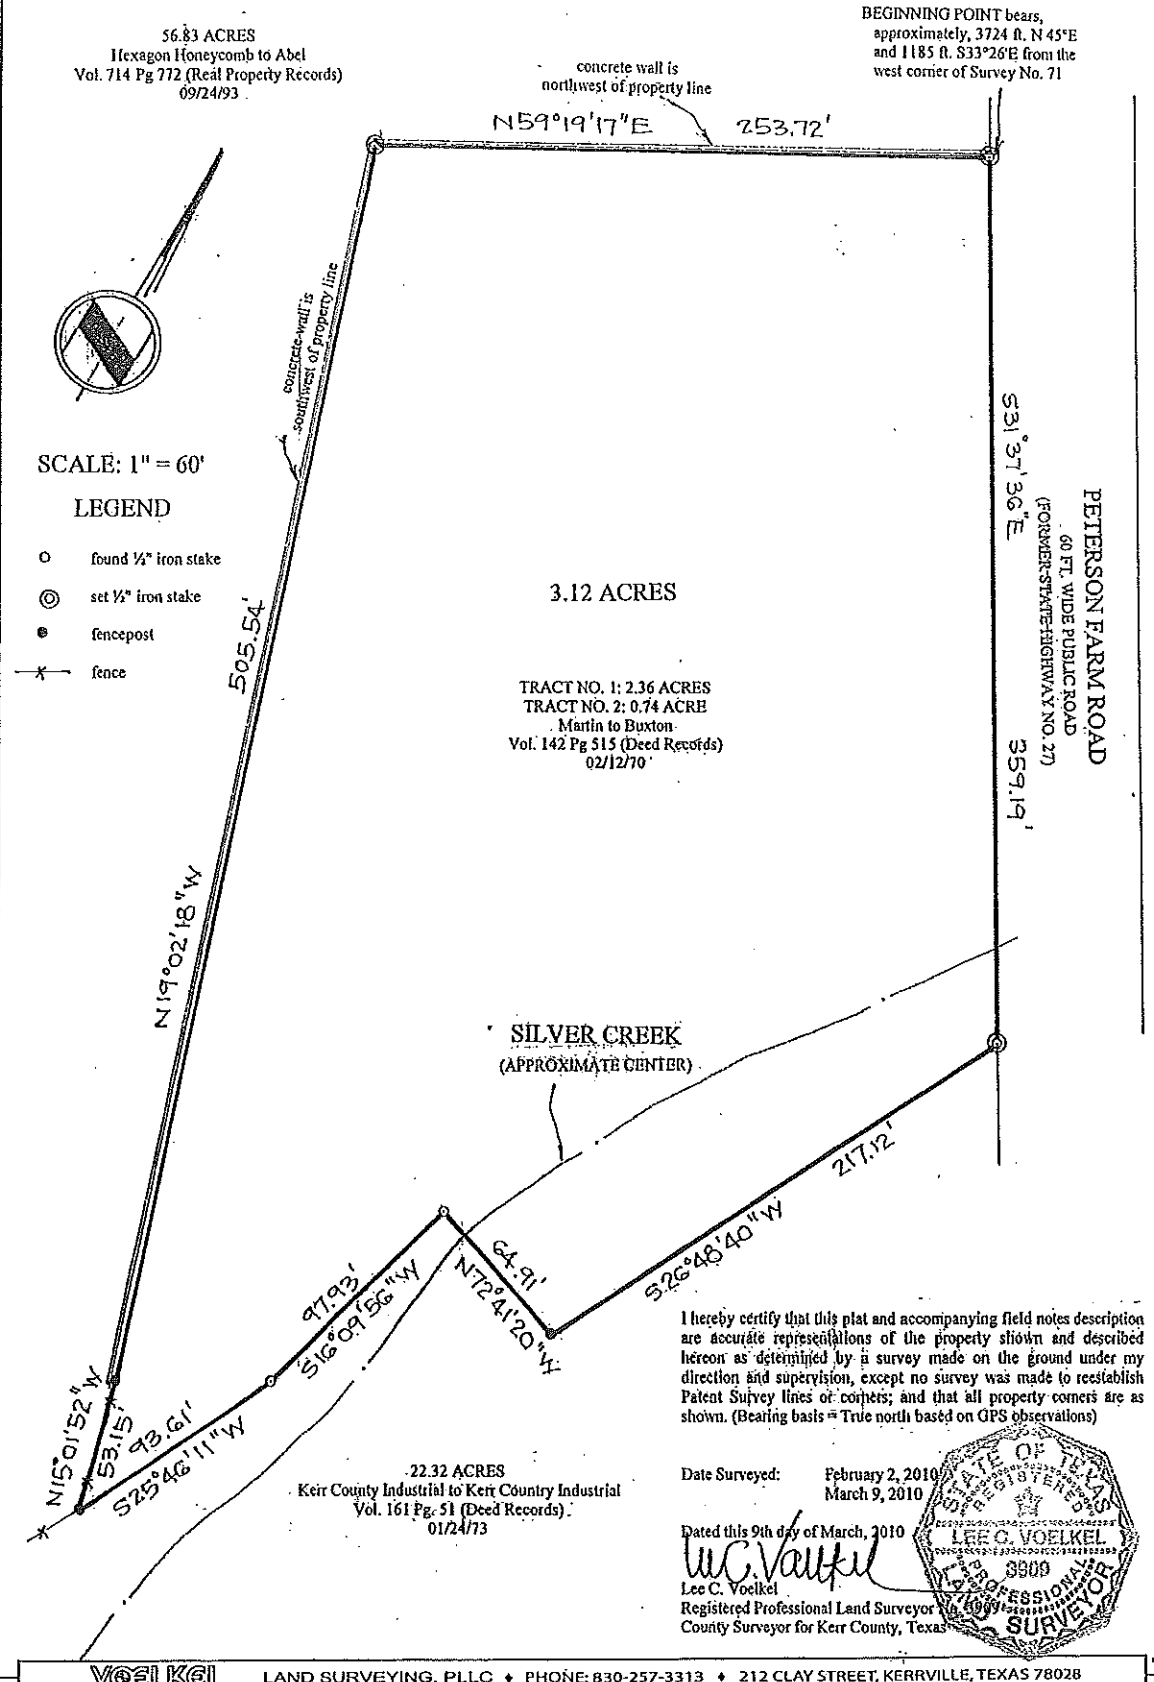 56.83 ACRES
Hexagon Honeycomb to Abel
Vol. 714 Pg 772 (Real Property Records)
09/24/93
BEGINNING POINT bears,
approximately, 3724 ft. N 45°E
and 1185 ft. S33°26'E from the
west corner of Survey No. 71
concrete wall is
northwest of property line
N59°19'17"E 253.72'
concrete wall is
southwest of property line
SCALE: 1" = 60'
LEGEND
found ½" iron stake
set ½" iron stake
fencepost
fence
505.54'
N19°02'18"W
S31°37'36"E
359.19'
PETERSON FARM ROAD
60 FT. WIDE PUBLIC ROAD
(FORMER STATE HIGHWAY NO. 27)
3.12 ACRES
TRACT NO. 1: 2.36 ACRES
TRACT NO. 2: 0.74 ACRE
Martin to Buxton
Vol. 142 Pg 515 (Deed Records)
02/12/70
SILVER CREEK
(APPROXIMATE CENTER)
217.12'
S26°48'40"W
64.91'
N72°41'20"W
97.93'
S16°09'56"W
93.61'
S25°46'11"W
N15°01'52"W
53.15'
22.32 ACRES
Kerr County Industrial to Kerr Country Industrial
Vol. 161 Pg. 51 (Deed Records)
01/24/73
I hereby certify that this plat and accompanying field notes description
are accurate representations of the property shown and described
hereon as determined by a survey made on the ground under my
direction and supervision, except no survey was made to reestablish
Patent Survey lines or corners; and that all property corners are as
shown. (Bearing basis = True north based on GPS observations)
Date Surveyed: February 2, 2010
March 9, 2010
Dated this 9th day of March, 2010
Lee C. Voelkel
Registered Professional Land Surveyor No. 3909
County Surveyor for Kerr County, Texas
STATE OF TEXAS
REGISTERED
LEE C. VOELKEL
3909
PROFESSIONAL
LAND SURVEYOR
VOELKEL LAND SURVEYING, PLLC ♦ PHONE: 830-257-3313 ♦ 212 CLAY STREET, KERRVILLE, TEXAS 78028